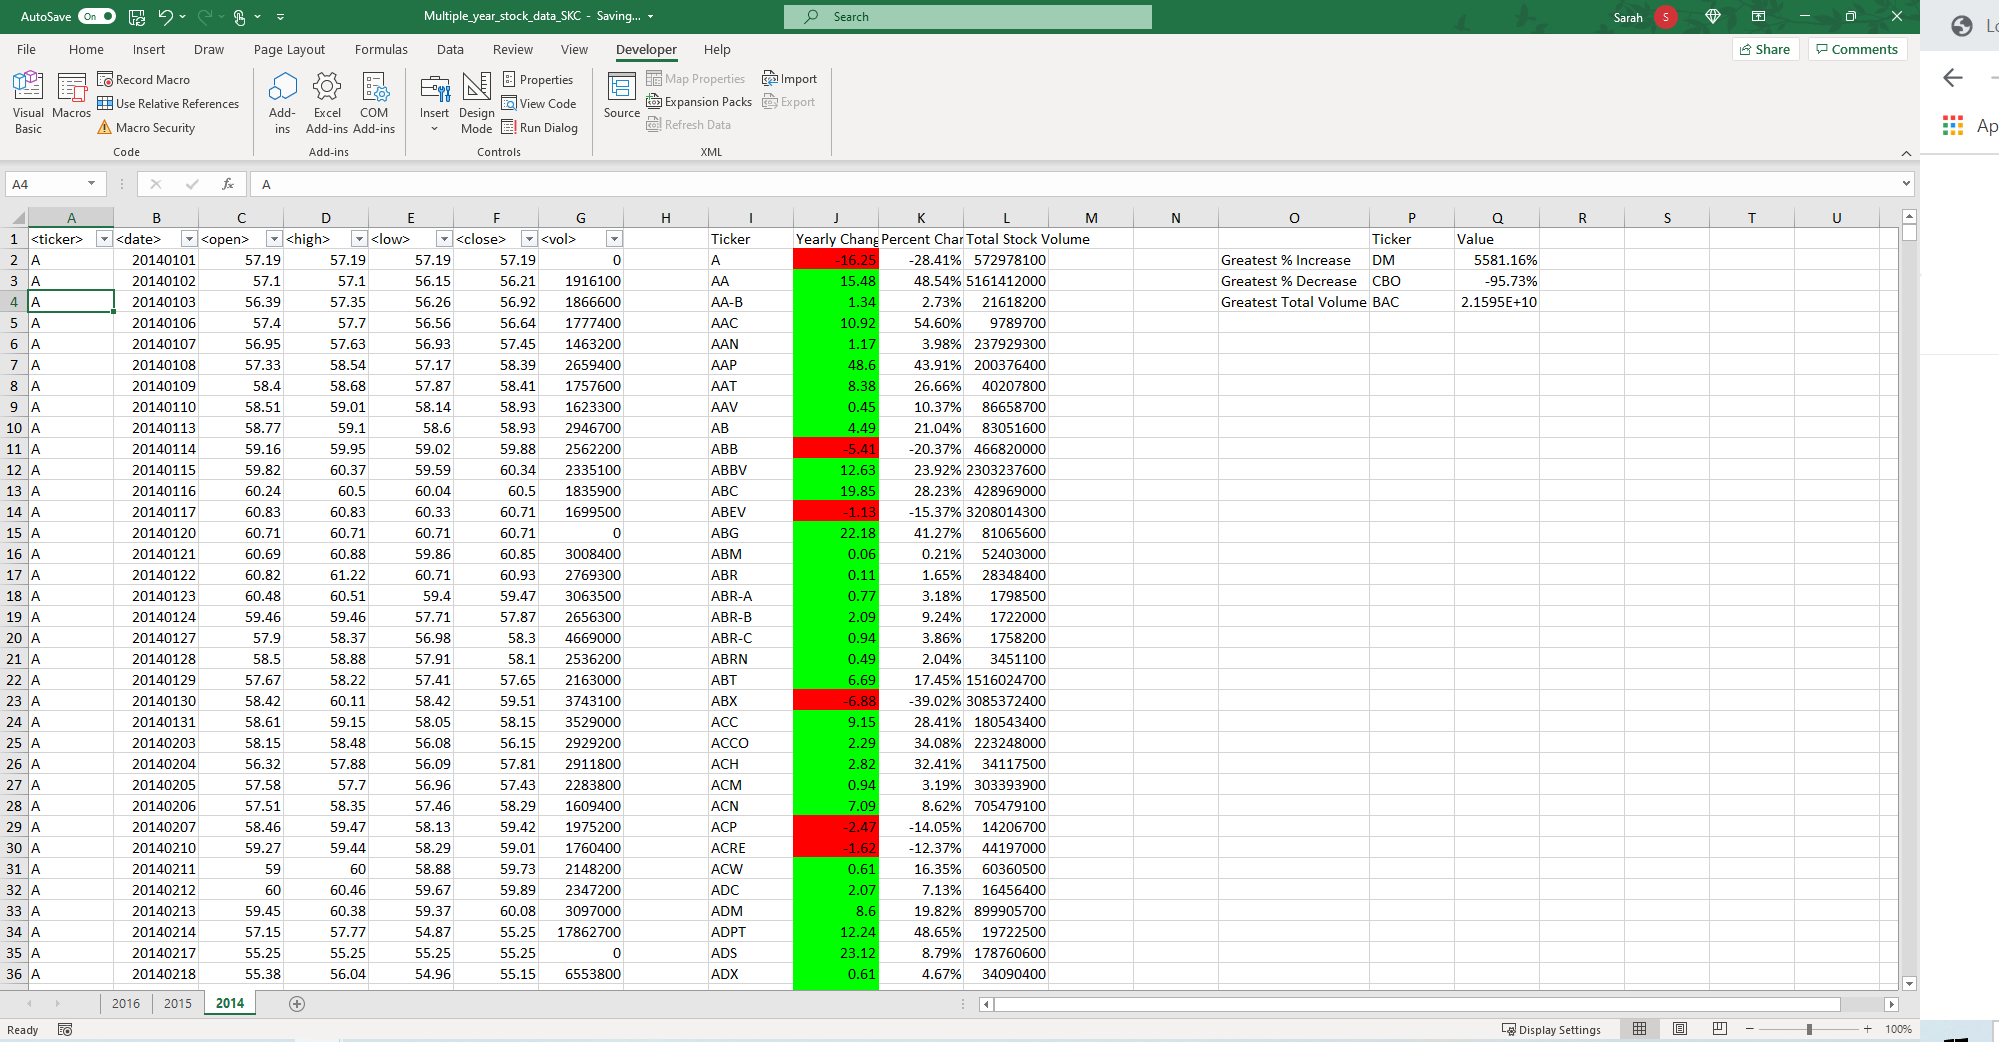 AutoSave On Multiple_year_stock_data_SKC - Saving... Search Sarah S
File Home Insert Draw Page Layout Formulas Data Review View Developer Help Share Comments
Visual Basic Macros Record Macro Use Relative References Macro Security Code
Add-ins Excel Add-ins COM Add-ins Add-ins
Insert Design Mode Properties View Code Run Dialog Controls
Source Map Properties Expansion Packs Refresh Data Import Export XML
Ap
A4 fx A
A B C D E F G H I J K L M N O P Q R S T U
1 <ticker> <date> <open> <high> <low> <close> <vol> Ticker Yearly Chang Percent Char Total Stock Volume Ticker Value
2 A 20140101 57.19 57.19 57.19 57.19 0 A -16.25 -28.41% 572978100 Greatest % Increase DM 5581.16%
3 A 20140102 57.1 57.1 56.15 56.21 1916100 AA 15.48 48.54% 5161412000 Greatest % Decrease CBO -95.73%
4 A 20140103 56.39 57.35 56.26 56.92 1866600 AA-B 1.34 2.73% 21618200 Greatest Total Volume BAC 2.1595E+10
5 A 20140106 57.4 57.7 56.56 56.64 1777400 AAC 10.92 54.60% 9789700
6 A 20140107 56.95 57.63 56.93 57.45 1463200 AAN 1.17 3.98% 237929300
7 A 20140108 57.33 58.54 57.17 58.39 2659400 AAP 48.6 43.91% 200376400
8 A 20140109 58.4 58.68 57.87 58.41 1757600 AAT 8.38 26.66% 40207800
9 A 20140110 58.51 59.01 58.14 58.93 1623300 AAV 0.45 10.37% 86658700
10 A 20140113 58.77 59.1 58.6 58.93 2946700 AB 4.49 21.04% 83051600
11 A 20140114 59.16 59.95 59.02 59.88 2562200 ABB -5.41 -20.37% 466820000
12 A 20140115 59.82 60.37 59.59 60.34 2335100 ABBV 12.63 23.92% 2303237600
13 A 20140116 60.24 60.5 60.04 60.5 1835900 ABC 19.85 28.23% 428969000
14 A 20140117 60.83 60.83 60.33 60.71 1699500 ABEV -1.13 -15.37% 3208014300
15 A 20140120 60.71 60.71 60.71 60.71 0 ABG 22.18 41.27% 81065600
16 A 20140121 60.69 60.88 59.86 60.85 3008400 ABM 0.06 0.21% 52403000
17 A 20140122 60.82 61.22 60.71 60.93 2769300 ABR 0.11 1.65% 28348400
18 A 20140123 60.48 60.51 59.4 59.47 3063500 ABR-A 0.77 3.18% 1798500
19 A 20140124 59.46 59.46 57.71 57.87 2656300 ABR-B 2.09 9.24% 1722000
20 A 20140127 57.9 58.37 56.98 58.3 4669000 ABR-C 0.94 3.86% 1758200
21 A 20140128 58.5 58.88 57.91 58.1 2536200 ABRN 0.49 2.04% 3451100
22 A 20140129 57.67 58.22 57.41 57.65 2163000 ABT 6.69 17.45% 1516024700
23 A 20140130 58.42 60.11 58.42 59.51 3743100 ABX -6.88 -39.02% 3085372400
24 A 20140131 58.61 59.15 58.05 58.15 3529000 ACC 9.15 28.41% 180543400
25 A 20140203 58.15 58.48 56.08 56.15 2929200 ACCO 2.29 34.08% 223248000
26 A 20140204 56.32 57.88 56.09 57.81 2911800 ACH 2.82 32.41% 34117500
27 A 20140205 57.58 57.7 56.96 57.43 2283800 ACM 0.94 3.19% 303393900
28 A 20140206 57.51 58.35 57.46 58.29 1609400 ACN 7.09 8.62% 705479100
29 A 20140207 58.46 59.47 58.13 59.42 1975200 ACP -2.47 -14.05% 14206700
30 A 20140210 59.27 59.44 58.29 59.01 1760400 ACRE -1.62 -12.37% 44197000
31 A 20140211 59 60 58.88 59.73 2148200 ACW 0.61 16.35% 60360500
32 A 20140212 60 60.46 59.67 59.89 2347200 ADC 2.07 7.13% 16456400
33 A 20140213 59.45 60.38 59.37 60.08 3097000 ADM 8.6 19.82% 899905700
34 A 20140214 57.15 57.77 54.87 55.25 17862700 ADPT 12.24 48.65% 19722500
35 A 20140217 55.25 55.25 55.25 55.25 0 ADS 23.12 8.79% 178760600
36 A 20140218 55.38 56.04 54.96 55.15 6553800 ADX 0.61 4.67% 34090400
2016 2015 2014
Ready Display Settings 100%